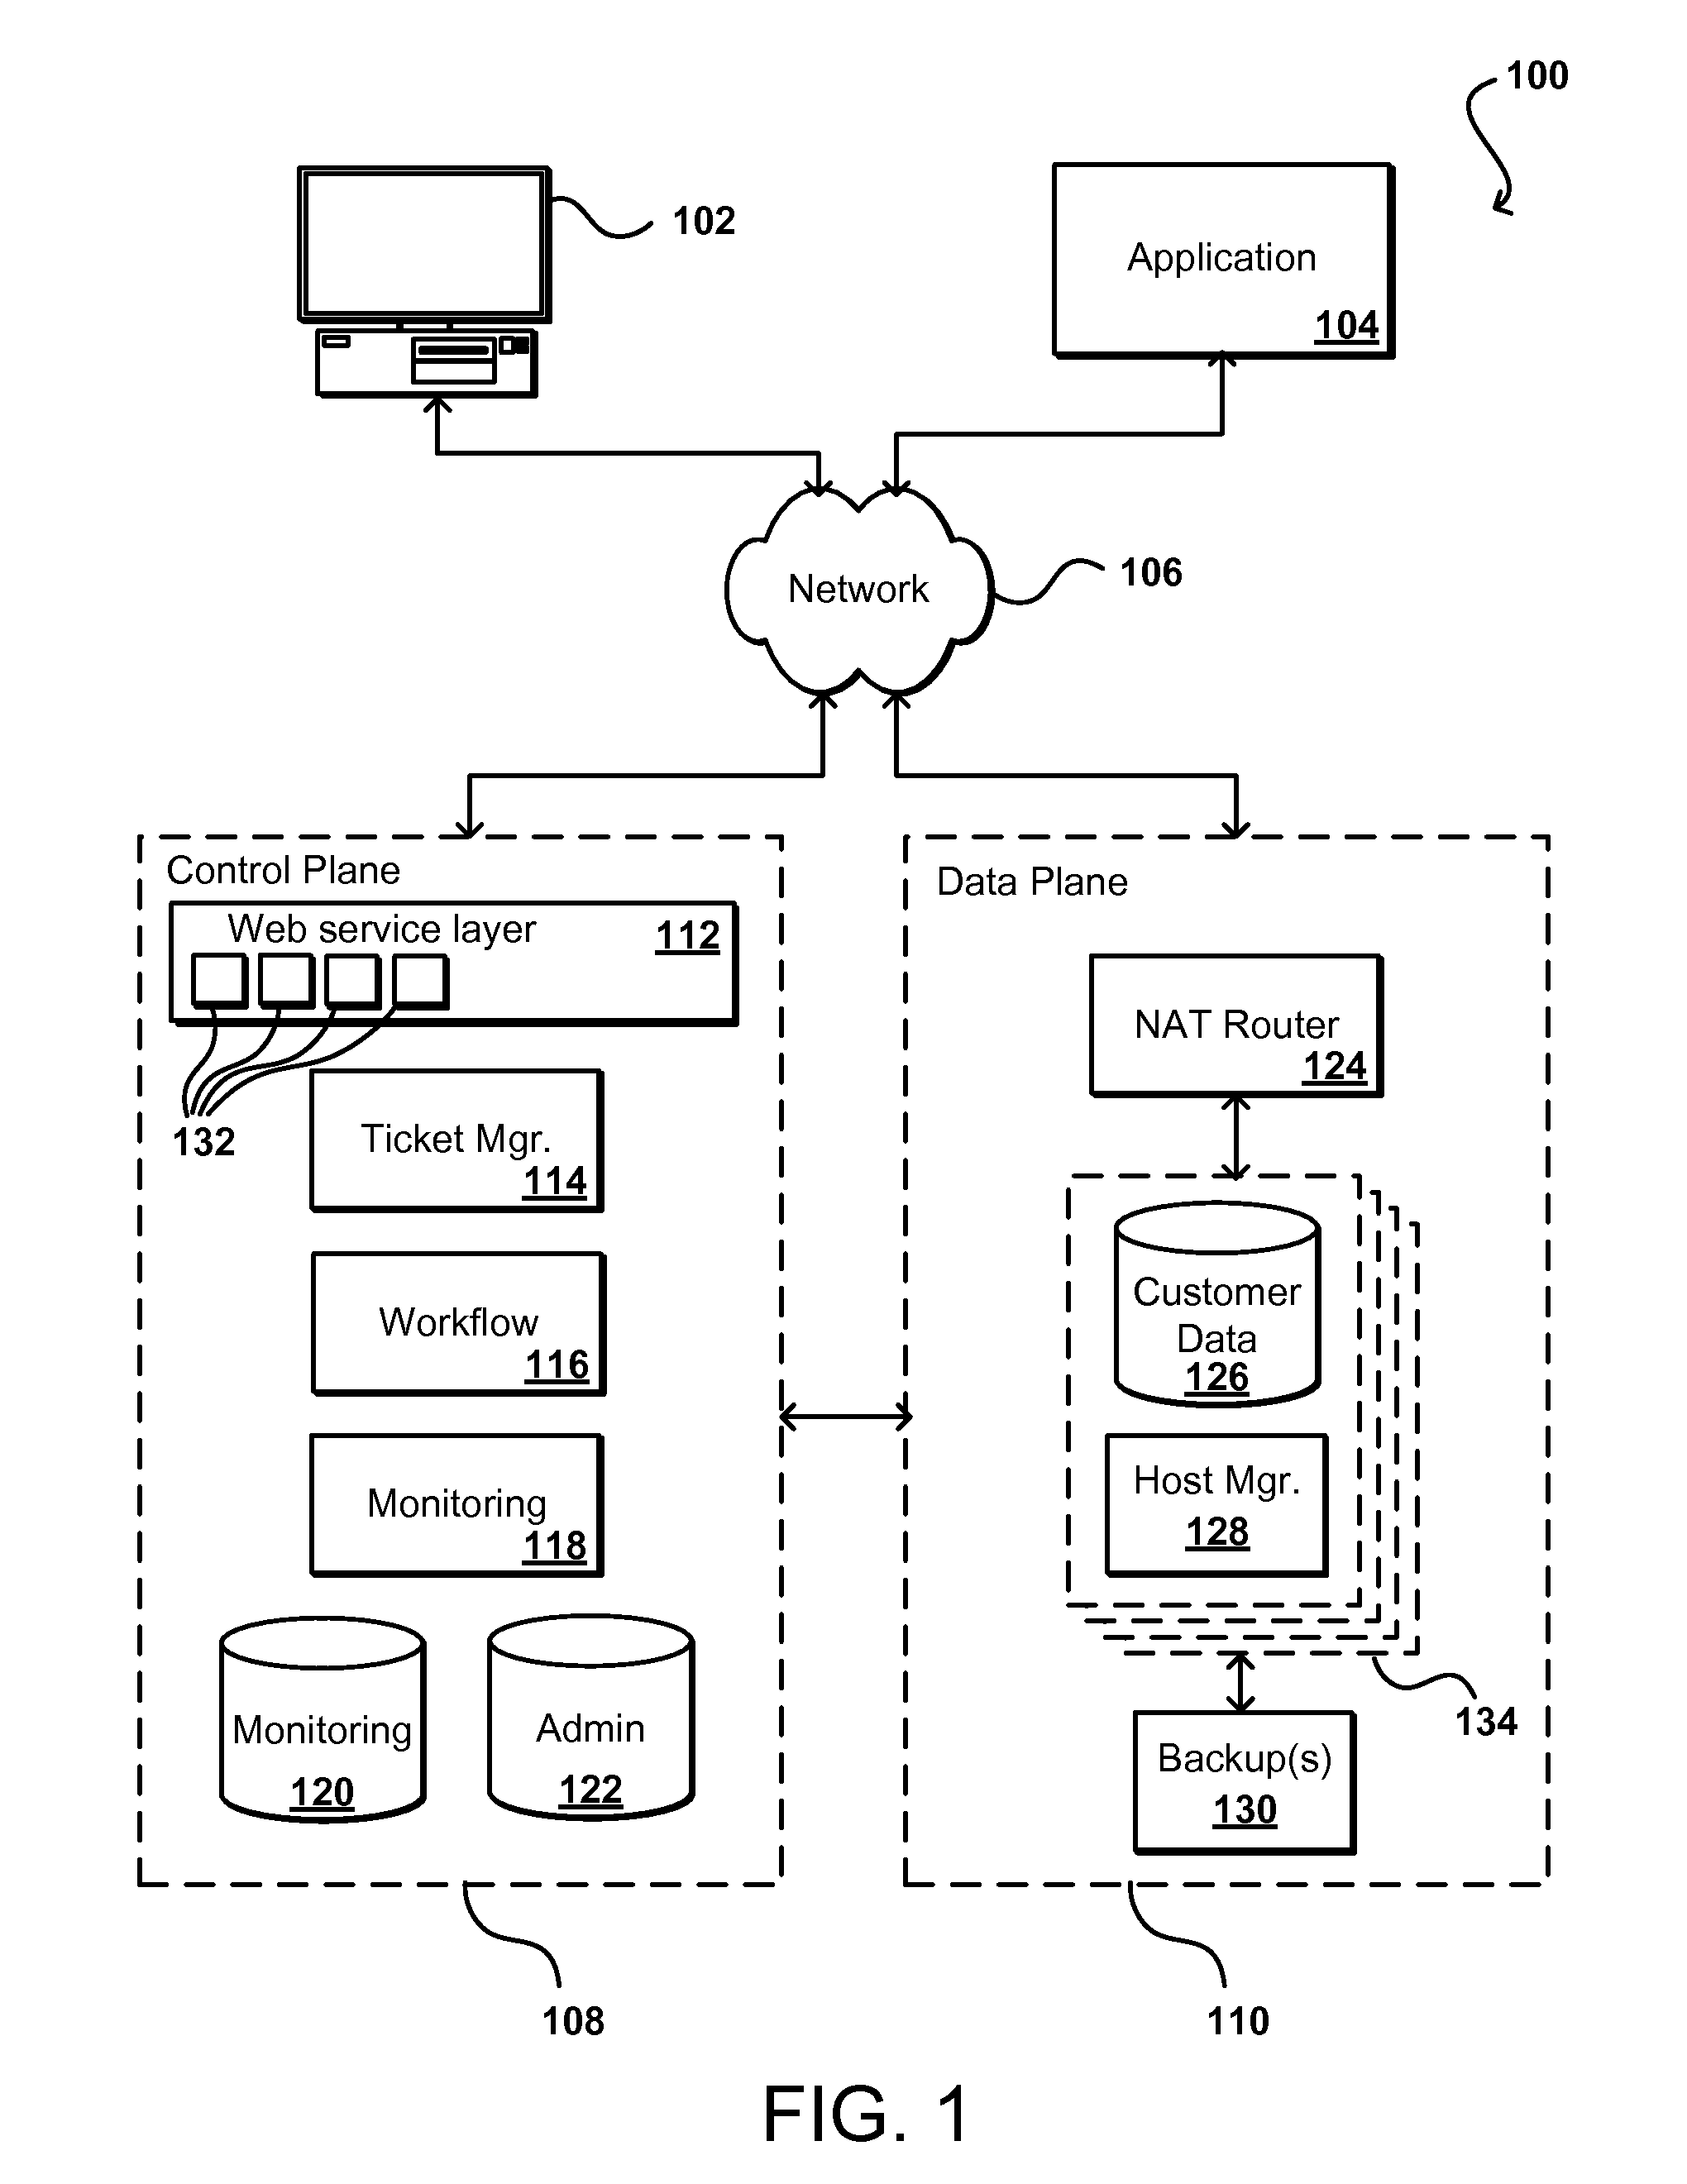 100
102
Application
104
Network
106
Control Plane
Web service layer
112
132
Ticket Mgr.
114
Workflow
116
Monitoring
118
Monitoring
120
Admin
122
108
Data Plane
NAT Router
124
Customer
Data
126
Host Mgr.
128
134
Backup(s)
130
110
FIG. 1